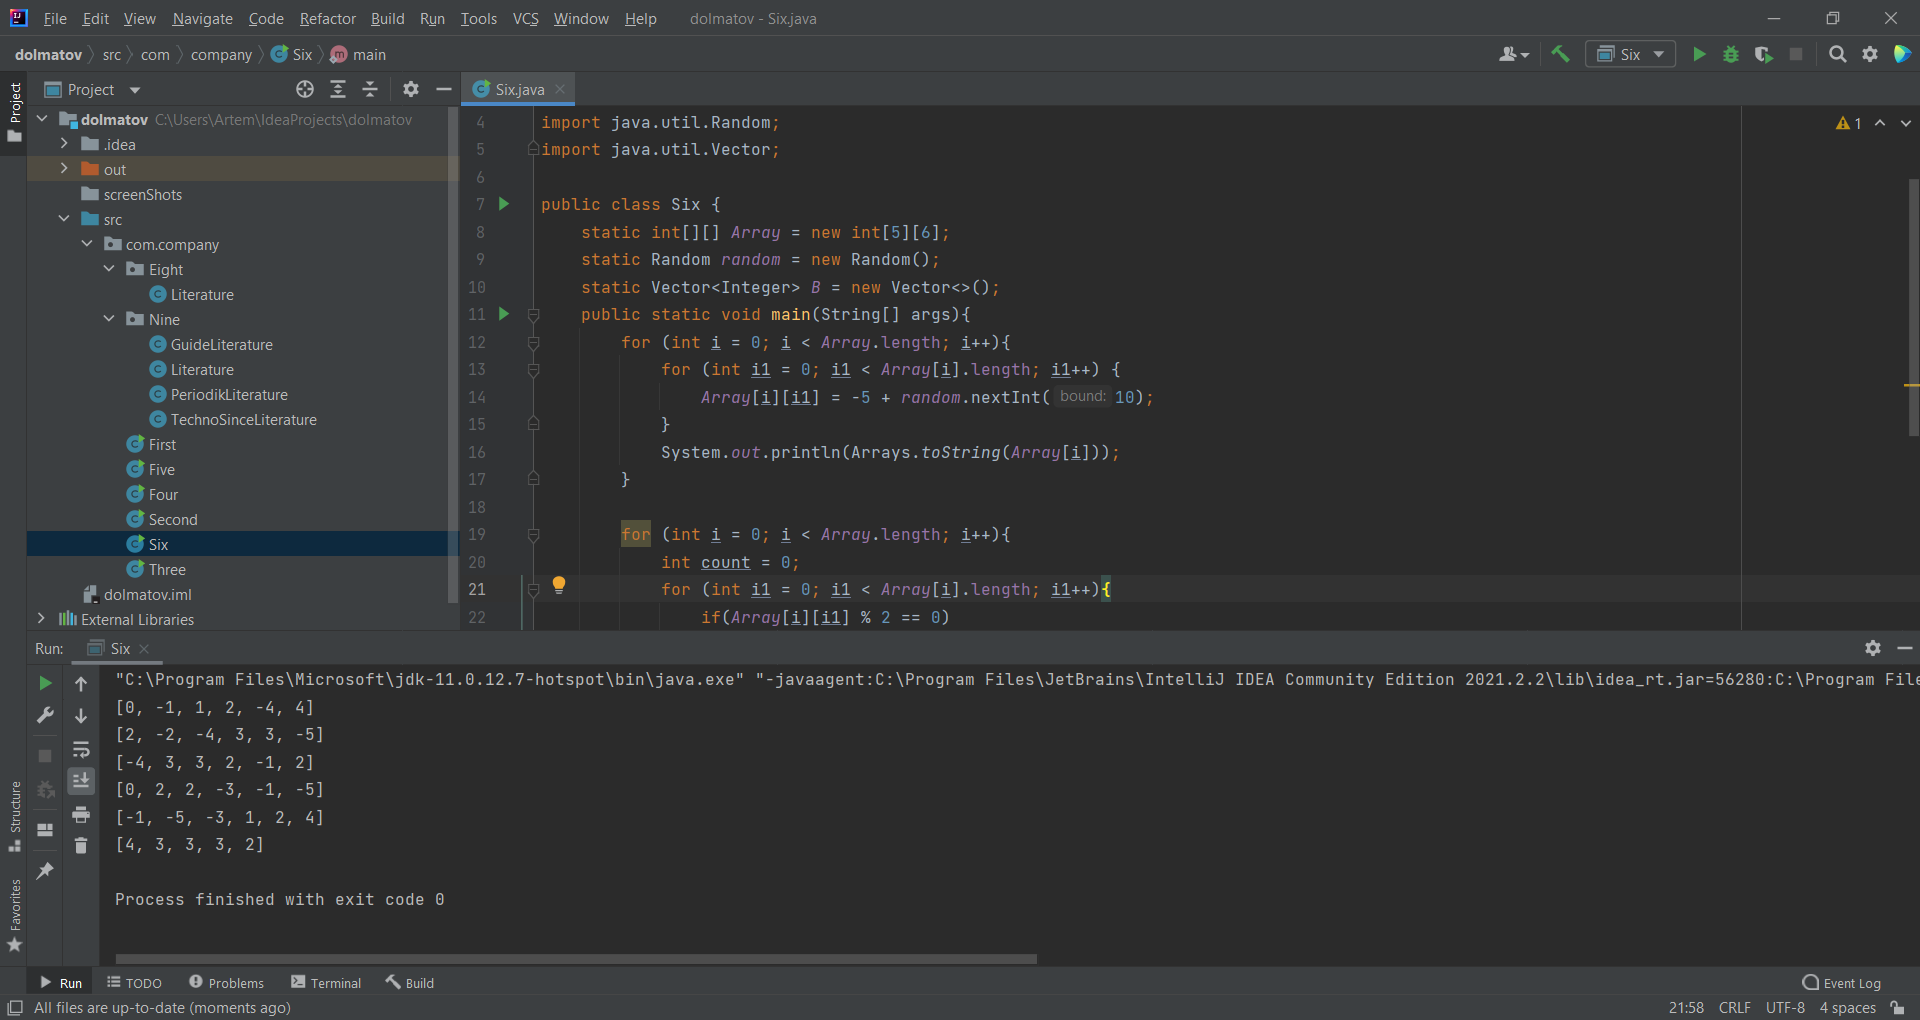 File Edit View Navigate Code Refactor Build Run Tools VCS Window Help dolmatov - Six.java
dolmatov src com company Six main
Six
Project
Project
Six.java
dolmatov C:\Users\Artem\IdeaProjects\dolmatov
.idea
out
screenShots
src
com.company
Eight
Literature
Nine
GuideLiterature
Literature
PeriodikLiterature
TechnoSinceLiterature
First
Five
Four
Second
Six
Three
dolmatov.iml
External Libraries
1
4 import java.util.Random;
5 import java.util.Vector;
6
7 public class Six {
8 static int[][] Array = new int[5][6];
9 static Random random = new Random();
10 static Vector<Integer> B = new Vector<>();
11 public static void main(String[] args){
12 for (int i = 0; i < Array.length; i++){
13 for (int i1 = 0; i1 < Array[i].length; i1++) {
14 Array[i][i1] = -5 + random.nextInt( bound: 10);
15 }
16 System.out.println(Arrays.toString(Array[i]));
17 }
18
19 for (int i = 0; i < Array.length; i++){
20 int count = 0;
21 for (int i1 = 0; i1 < Array[i].length; i1++){
22 if(Array[i][i1] % 2 == 0)
Run: Six
"C:\Program Files\Microsoft\jdk-11.0.12.7-hotspot\bin\java.exe" "-javaagent:C:\Program Files\JetBrains\IntelliJ IDEA Community Edition 2021.2.2\lib\idea_rt.jar=56280:C:\Program File
[0, -1, 1, 2, -4, 4]
[2, -2, -4, 3, 3, -5]
[-4, 3, 3, 2, -1, 2]
[0, 2, 2, -3, -1, -5]
[-1, -5, -3, 1, 2, 4]
[4, 3, 3, 3, 2]
Process finished with exit code 0
Structure
Favorites
Run TODO Problems Terminal Build Event Log
All files are up-to-date (moments ago) 21:58 CRLF UTF-8 4 spaces